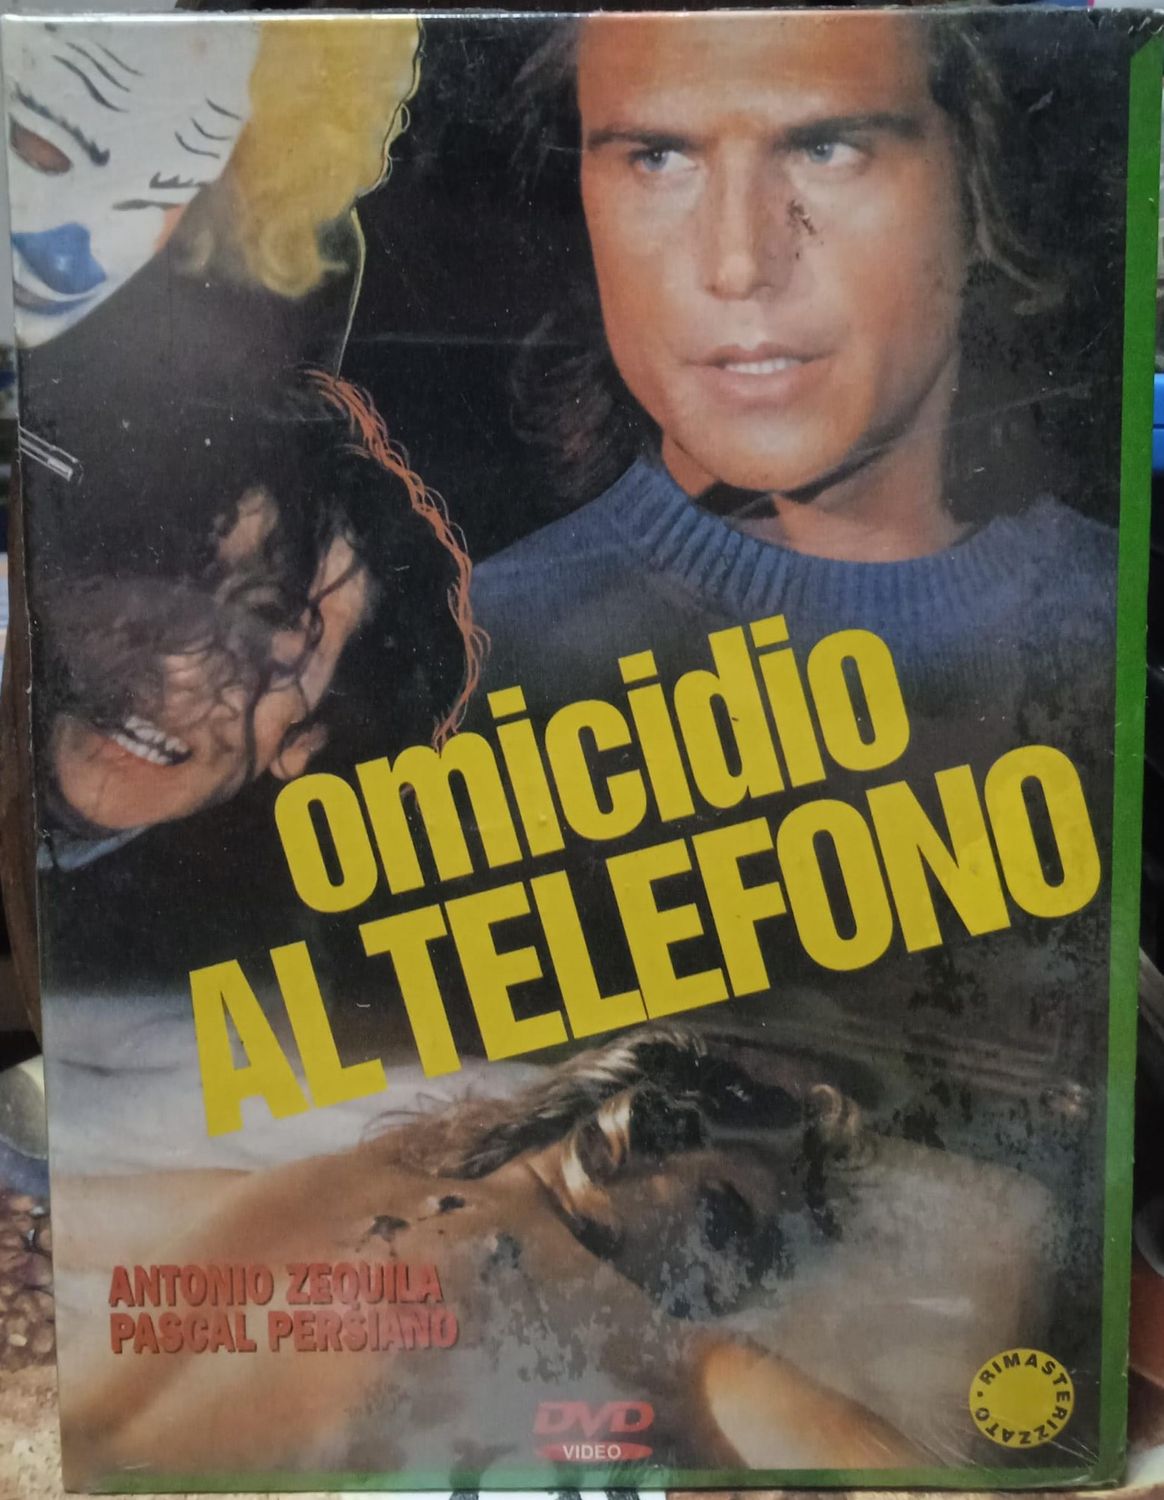 omicidio
AL TELEFONO
ANTONIO ZEQUILA
PASCAL PERSIANO
DVD
VIDEO
• RIMASTERIZZATO